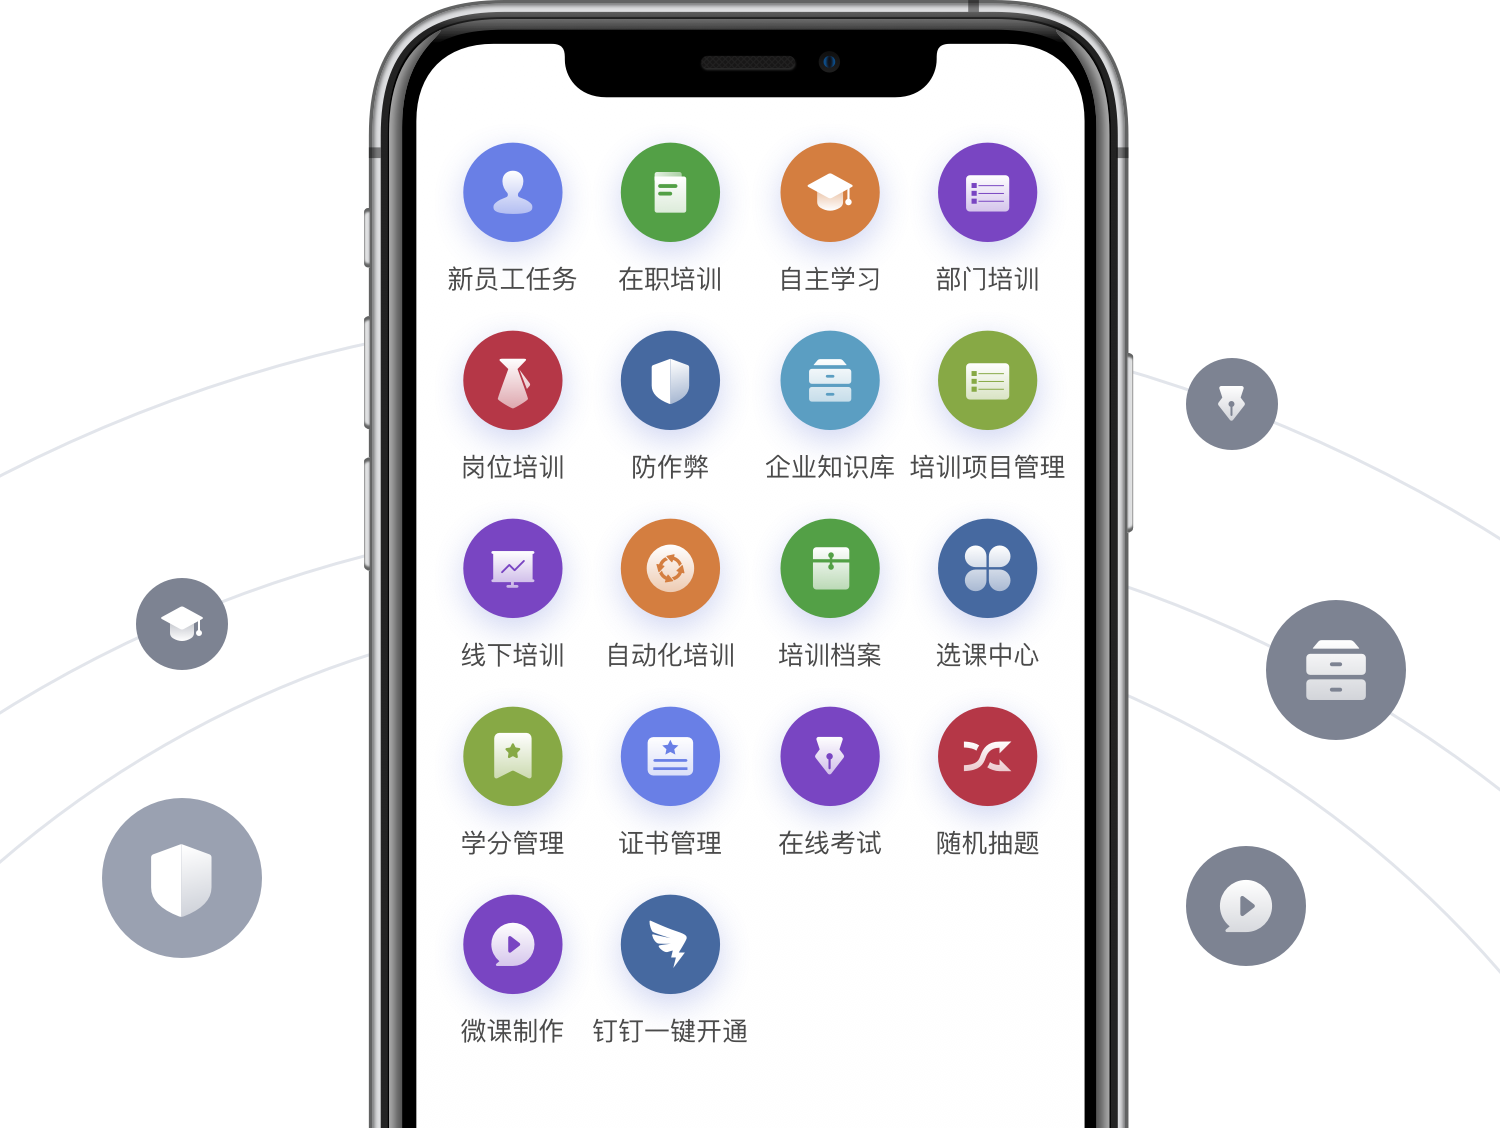 新员工任务 在职培训 自主学习 部门培训
岗位培训 防作弊 企业知识库 培训项目管理
线下培训 自动化培训 培训档案 选课中心
学分管理 证书管理 在线考试 随机抽题
微课制作 钉钉一键开通